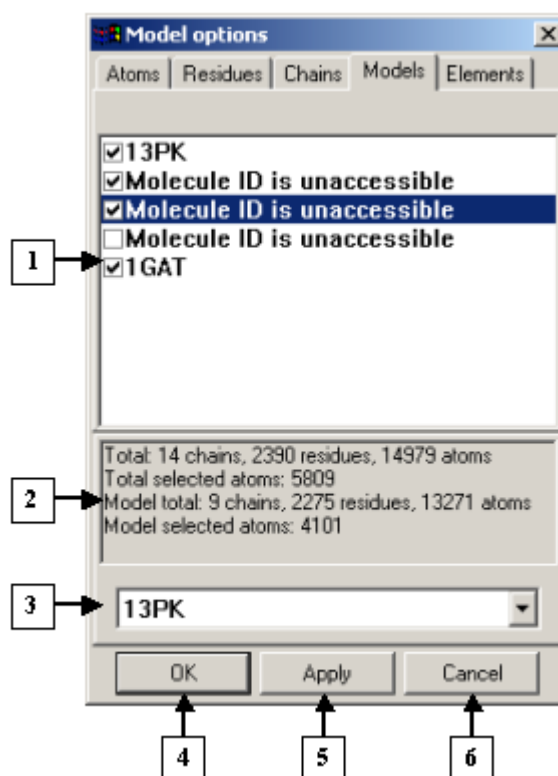 Model options
Atoms Residues Chains Models Elements
13PK
Molecule ID is unaccessible
Molecule ID is unaccessible
Molecule ID is unaccessible
1GAT
1
Total: 14 chains, 2390 residues, 14979 atoms
Total selected atoms: 5809
Model total: 9 chains, 2275 residues, 13271 atoms
Model selected atoms: 4101
2
3
13PK
OK Apply Cancel
4 5 6